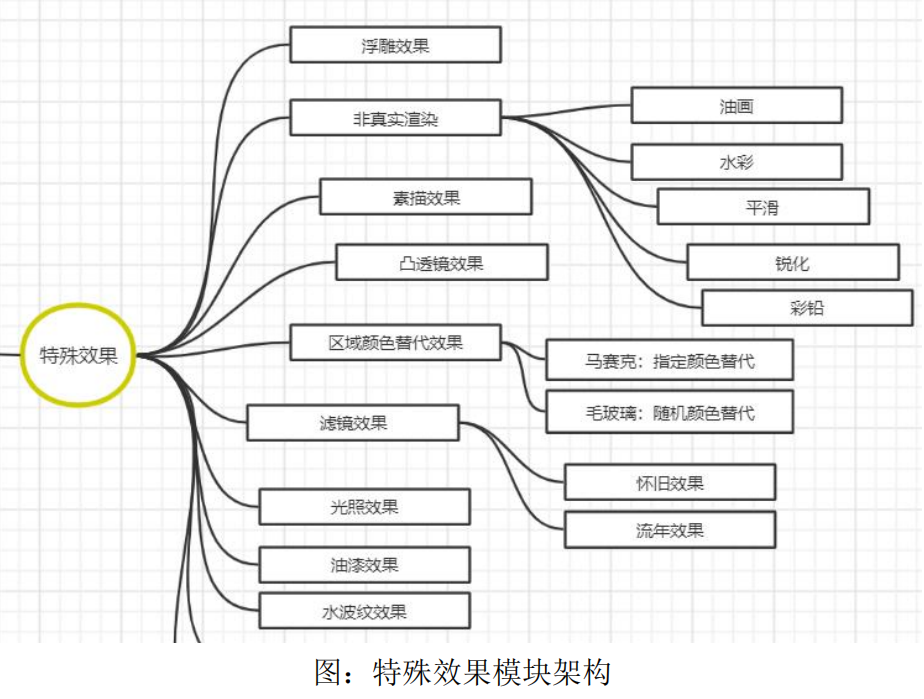 浮雕效果
非真实渲染
油画
水彩
素描效果
平滑
凸透镜效果
锐化
彩铅
特殊效果
区域颜色替代效果
马赛克：指定颜色替代
毛玻璃：随机颜色替代
滤镜效果
怀旧效果
光照效果
流年效果
油漆效果
水波纹效果
图：特殊效果模块架构